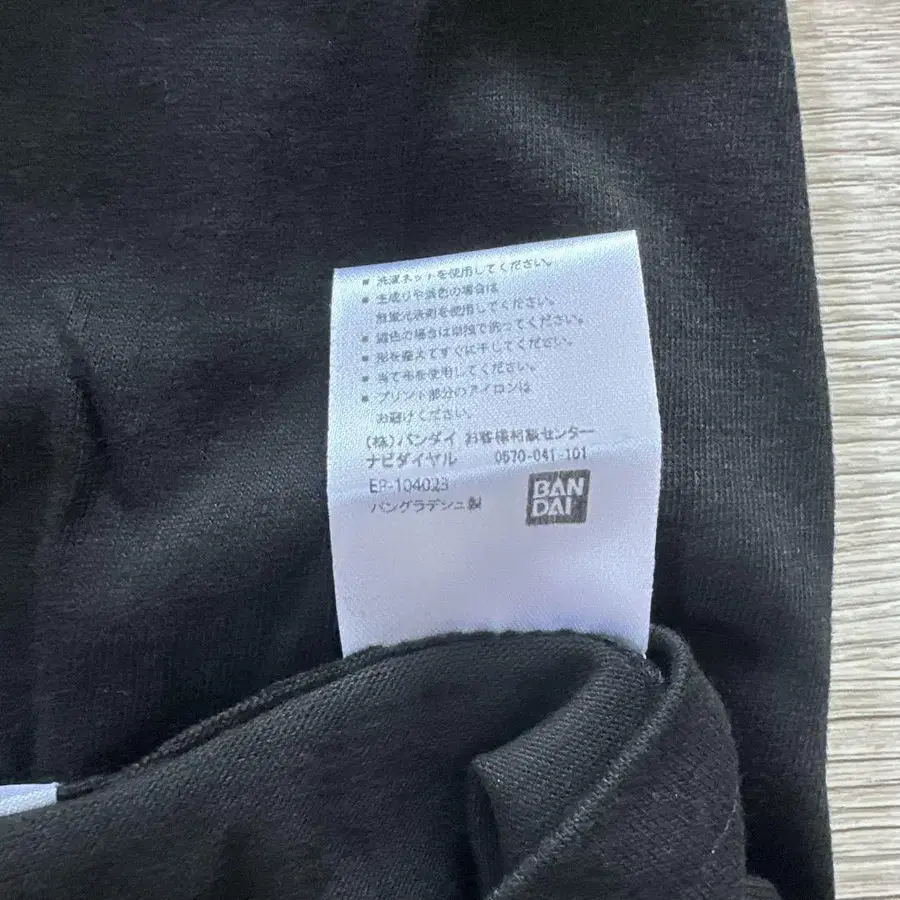 ■ 洗濯ネットを使用してください。
■ 生成りや淡色の場合は
無蛍光洗剤を使用してください。
■ 濃色の場合は単独で洗ってください。
■ 形を整えてすぐに干してください。
■ 当て布を使用してください。
■ プリント部分のアイロンは
お避けください。
(株)バンダイ お客様相談センター
ナビダイヤル 0570-041-101
EP-104023
バングラデシュ製
BAN
DAI